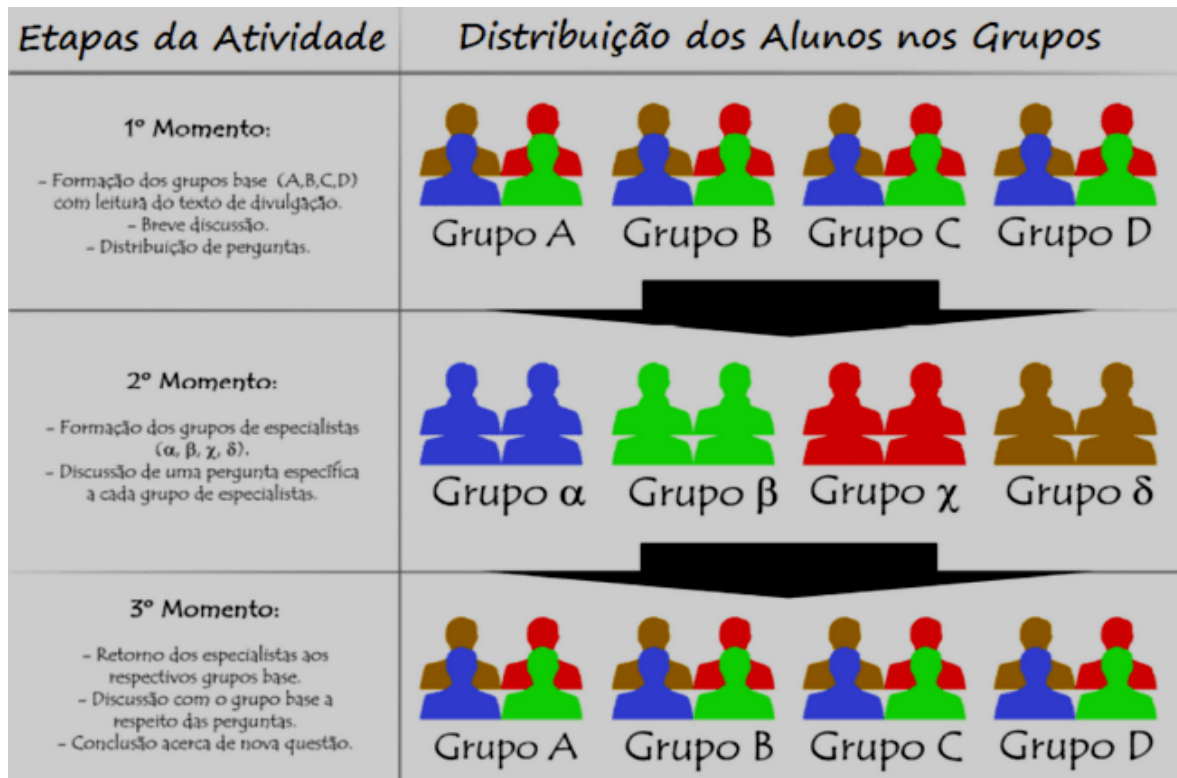 Etapas da Atividade
Distribuição dos Alunos nos Grupos
1º Momento:
- Formação dos grupos base (A,B,C,D)
com leitura do texto de divulgação.
- Breve discussão.
- Distribuição de perguntas.
Grupo A
Grupo B
Grupo C
Grupo D
2º Momento:
- Formação dos grupos de especialistas
(α, β, χ, δ).
- Discussão de uma pergunta específica
a cada grupo de especialistas.
Grupo α
Grupo β
Grupo χ
Grupo δ
3º Momento:
- Retorno dos especialistas aos
respectivos grupos base.
- Discussão com o grupo base a
respeito das perguntas.
- Conclusão acerca de nova questão.
Grupo A
Grupo B
Grupo C
Grupo D